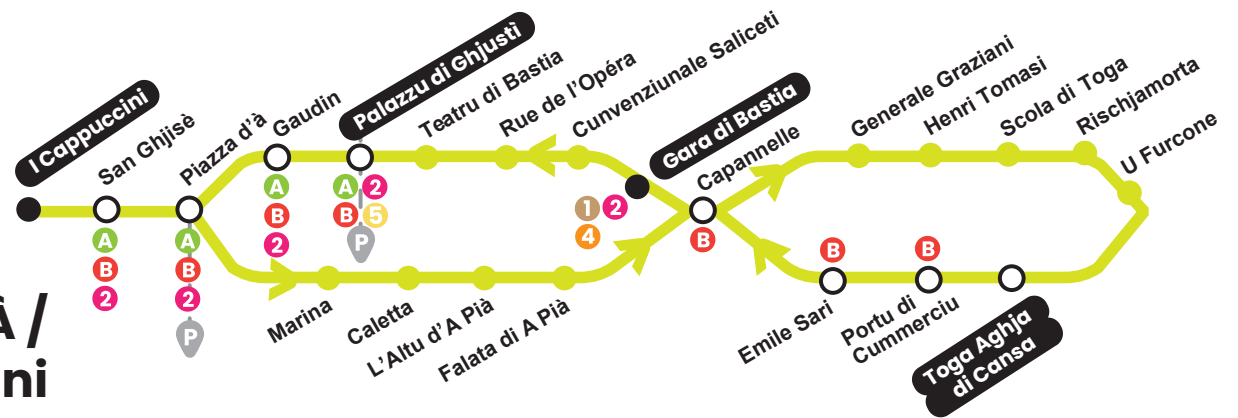 I Cappuccini
San Ghjisè
Piazza d'à
Gaudin
Palazzu di Ghjustì
Teatru di Bastia
Rue de l'Opéra
Cunvenziunale Saliceti
Gara di Bastia
Capannelle
Generale Graziani
Henri Tomasi
Scola di Toga
Rischjamorta
U Furcone
A
B
2
A
B
2
P
A
B
2
A 2
B 5
P
1 2
4
B
B
B
Marina
Caletta
L'Altu d'A Pià
Falata di A Pià
Emile Sari
Portu di
Cummerciu
Toga Aghja
di Cansa
À /
ni